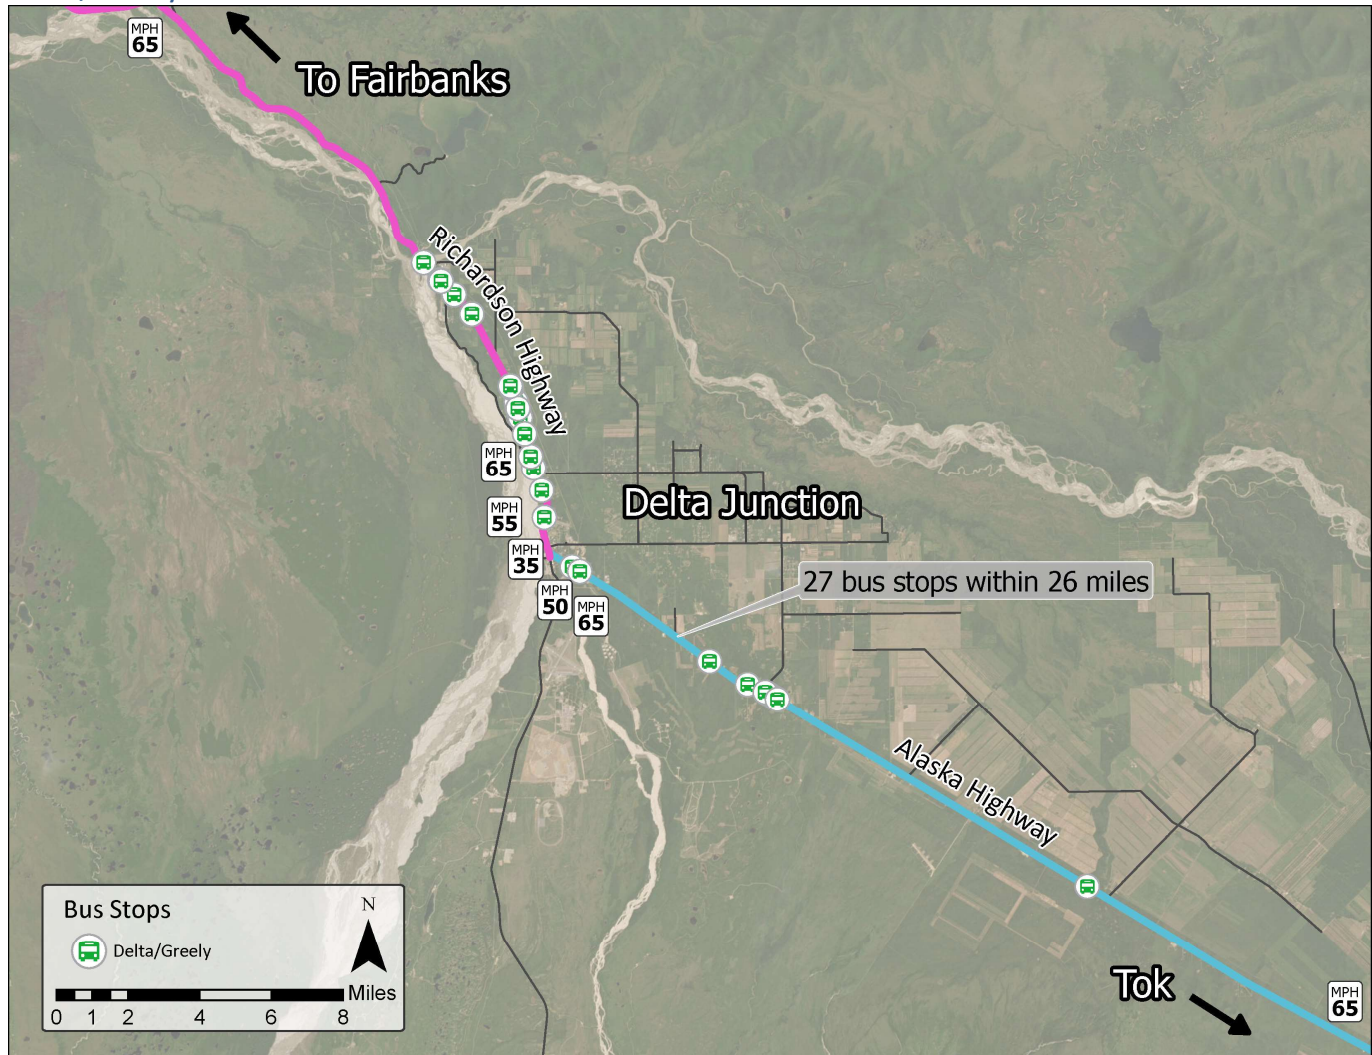 MPH
65
To Fairbanks
Richardson Highway
MPH
65
MPH
55
Delta Junction
MPH
35
27 bus stops within 26 miles
MPH
50
MPH
65
Alaska Highway
Tok
MPH
65
Bus Stops
N
Delta/Greely
Miles
0 1 2 4 6 8